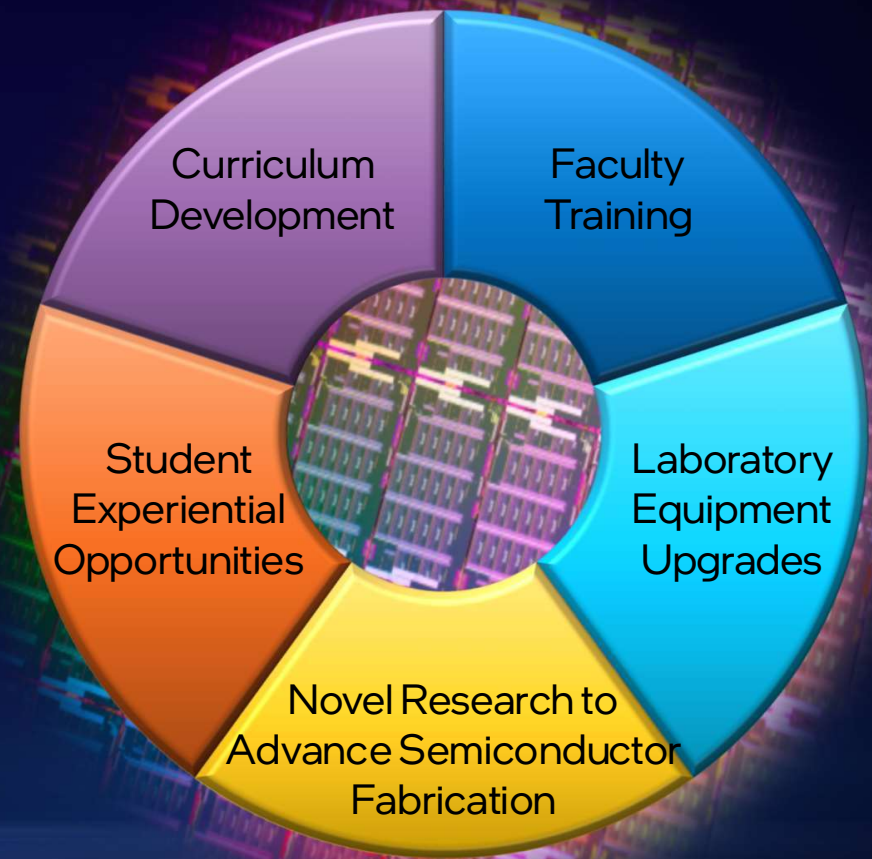 Curriculum
Development
Faculty
Training
Student
Experiential
Opportunities
Laboratory
Equipment
Upgrades
Novel Research to
Advance Semiconductor
Fabrication